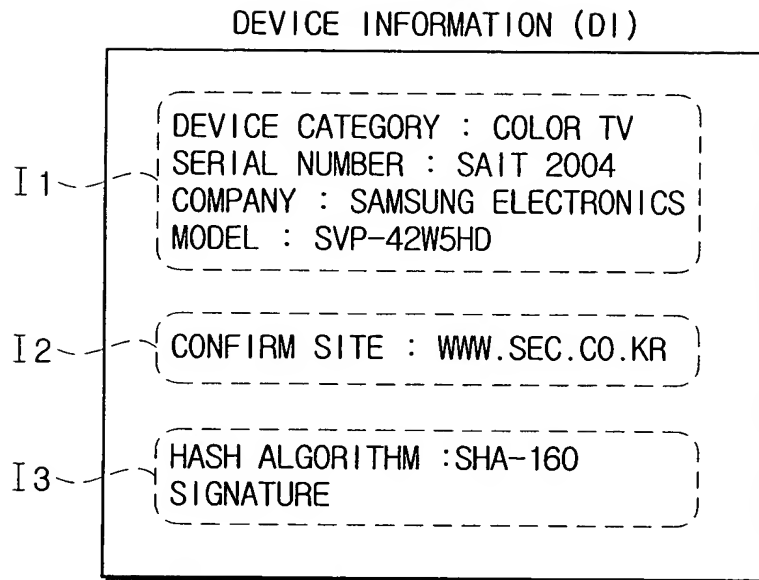 DEVICE INFORMATION (DI)
DEVICE CATEGORY : COLOR TV
SERIAL NUMBER : SAIT 2004
I1
COMPANY : SAMSUNG ELECTRONICS
MODEL : SVP-42W5HD
I2 CONFIRM SITE : WWW.SEC.CO.KR
HASH ALGORITHM :SHA-160
I3
SIGNATURE